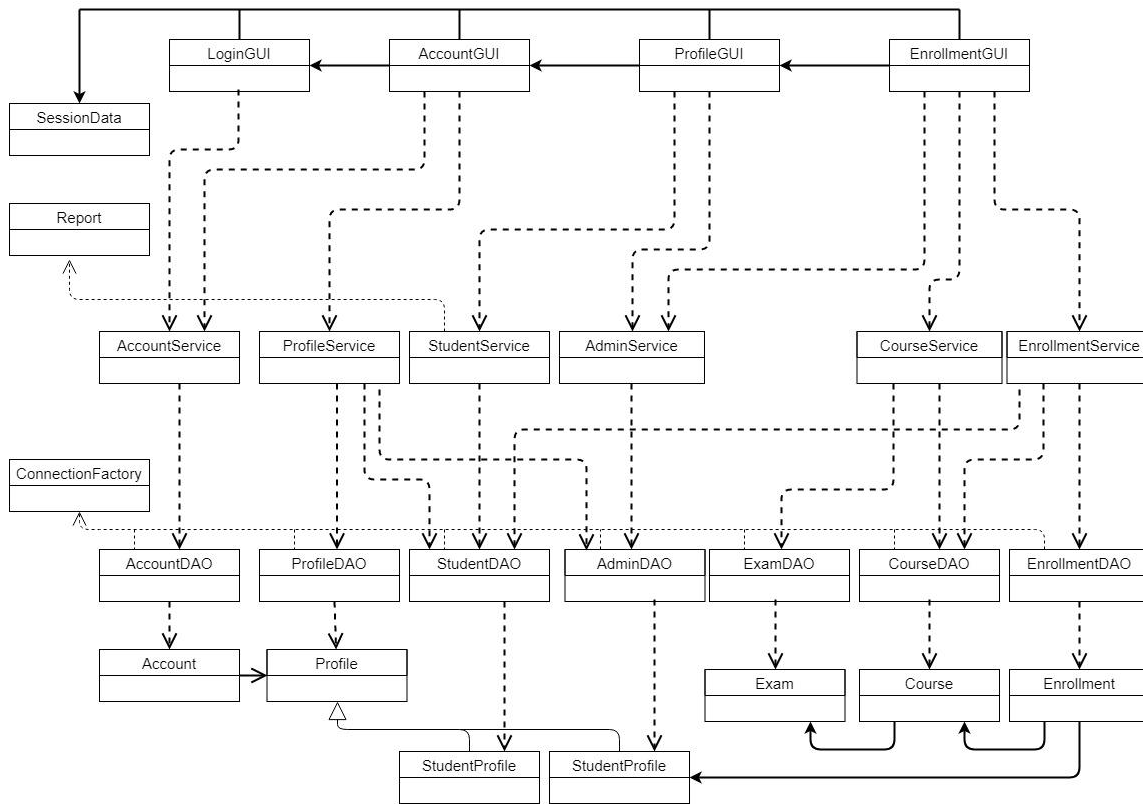 LoginGUI
AccountGUI
ProfileGUI
EnrollmentGUI
SessionData
Report
AccountService
ProfileService
StudentService
AdminService
CourseService
EnrollmentService
ConnectionFactory
AccountDAO
ProfileDAO
StudentDAO
AdminDAO
ExamDAO
CourseDAO
EnrollmentDAO
Account
Profile
Exam
Course
Enrollment
StudentProfile
StudentProfile